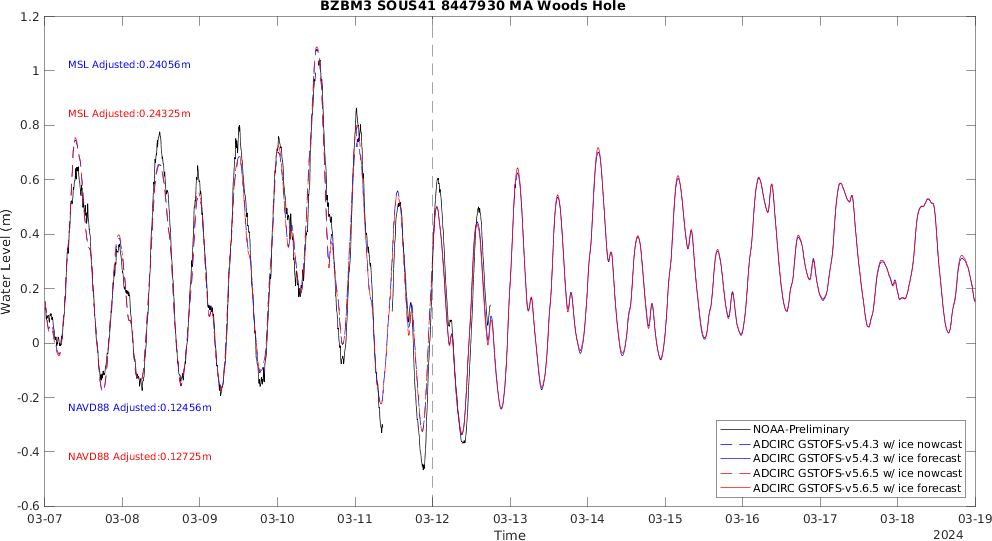 BZBM3 SOUS41 8447930 MA Woods Hole
1.2
1
0.8
0.6
0.4
0.2
0
-0.2
-0.4
-0.6
Water Level (m)
MSL Adjusted:0.24056m
MSL Adjusted:0.24325m
NAVD88 Adjusted:0.12456m
NAVD88 Adjusted:0.12725m
NOAA-Preliminary
ADCIRC GSTOFS-v5.4.3 w/ ice nowcast
ADCIRC GSTOFS-v5.4.3 w/ ice forecast
ADCIRC GSTOFS-v5.6.5 w/ ice nowcast
ADCIRC GSTOFS-v5.6.5 w/ ice forecast
03-07 03-08 03-09 03-10 03-11 03-12 03-13 03-14 03-15 03-16 03-17 03-18 03-19
Time
2024